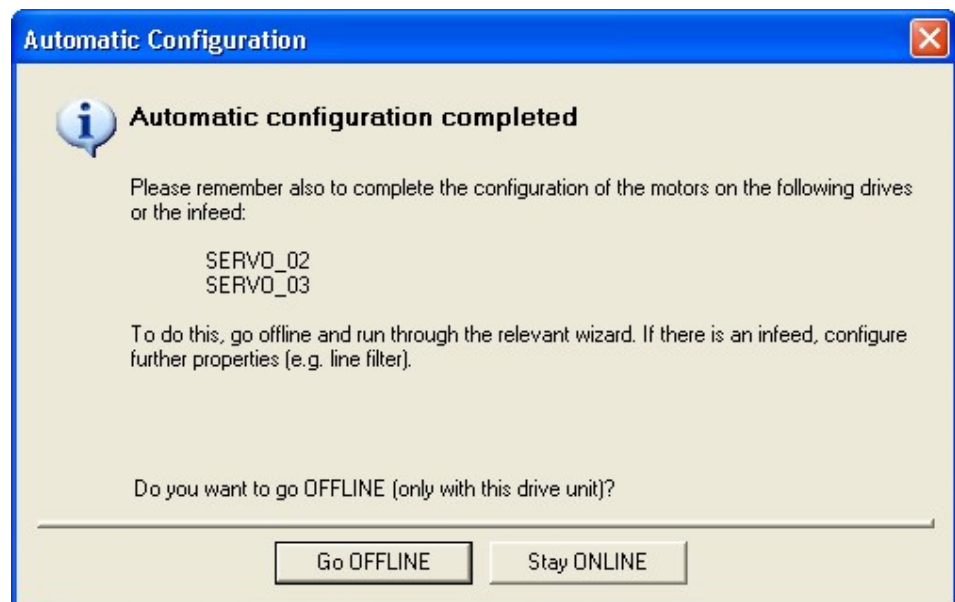 Automatic Configuration
Automatic configuration completed
Please remember also to complete the configuration of the motors on the following drives
or the infeed:
SERVO_02
SERVO_03
To do this, go offline and run through the relevant wizard. If there is an infeed, configure
further properties (e.g. line filter).
Do you want to go OFFLINE (only with this drive unit)?
Go OFFLINE
Stay ONLINE